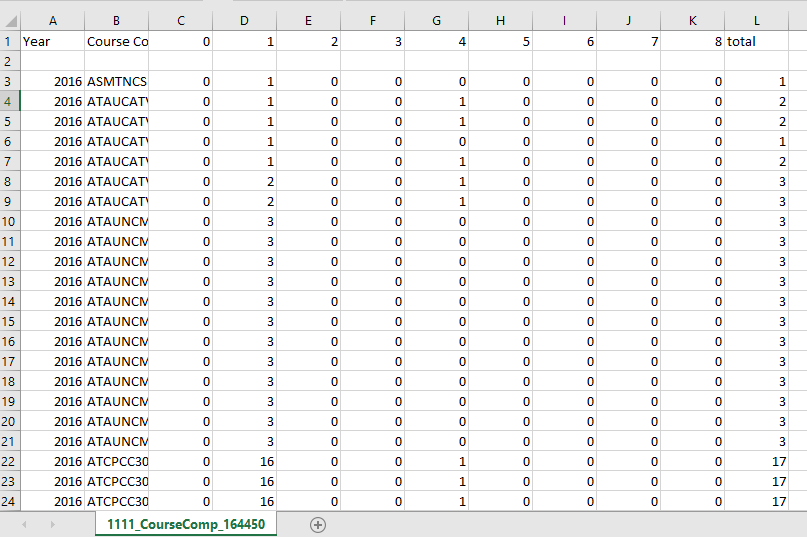 A B C D E F G H I J K L
1 Year Course Co 0 1 2 3 4 5 6 7 8 total
2
3 2016 ASMTNCS 0 1 0 0 0 0 0 0 0 1
4 2016 ATAUCAT 0 1 0 0 1 0 0 0 0 2
5 2016 ATAUCAT 0 1 0 0 1 0 0 0 0 2
6 2016 ATAUCAT 0 1 0 0 0 0 0 0 0 1
7 2016 ATAUCAT 0 1 0 0 1 0 0 0 0 2
8 2016 ATAUCAT 0 2 0 0 1 0 0 0 0 3
9 2016 ATAUCAT 0 2 0 0 1 0 0 0 0 3
10 2016 ATAUNCM 0 3 0 0 0 0 0 0 0 3
11 2016 ATAUNCM 0 3 0 0 0 0 0 0 0 3
12 2016 ATAUNCM 0 3 0 0 0 0 0 0 0 3
13 2016 ATAUNCM 0 3 0 0 0 0 0 0 0 3
14 2016 ATAUNCM 0 3 0 0 0 0 0 0 0 3
15 2016 ATAUNCM 0 3 0 0 0 0 0 0 0 3
16 2016 ATAUNCM 0 3 0 0 0 0 0 0 0 3
17 2016 ATAUNCM 0 3 0 0 0 0 0 0 0 3
18 2016 ATAUNCM 0 3 0 0 0 0 0 0 0 3
19 2016 ATAUNCM 0 3 0 0 0 0 0 0 0 3
20 2016 ATAUNCM 0 3 0 0 0 0 0 0 0 3
21 2016 ATAUNCM 0 3 0 0 0 0 0 0 0 3
22 2016 ATCPCC30 0 16 0 0 1 0 0 0 0 17
23 2016 ATCPCC30 0 16 0 0 1 0 0 0 0 17
24 2016 ATCPCC30 0 16 0 0 1 0 0 0 0 17
1111_CourseComp_164450